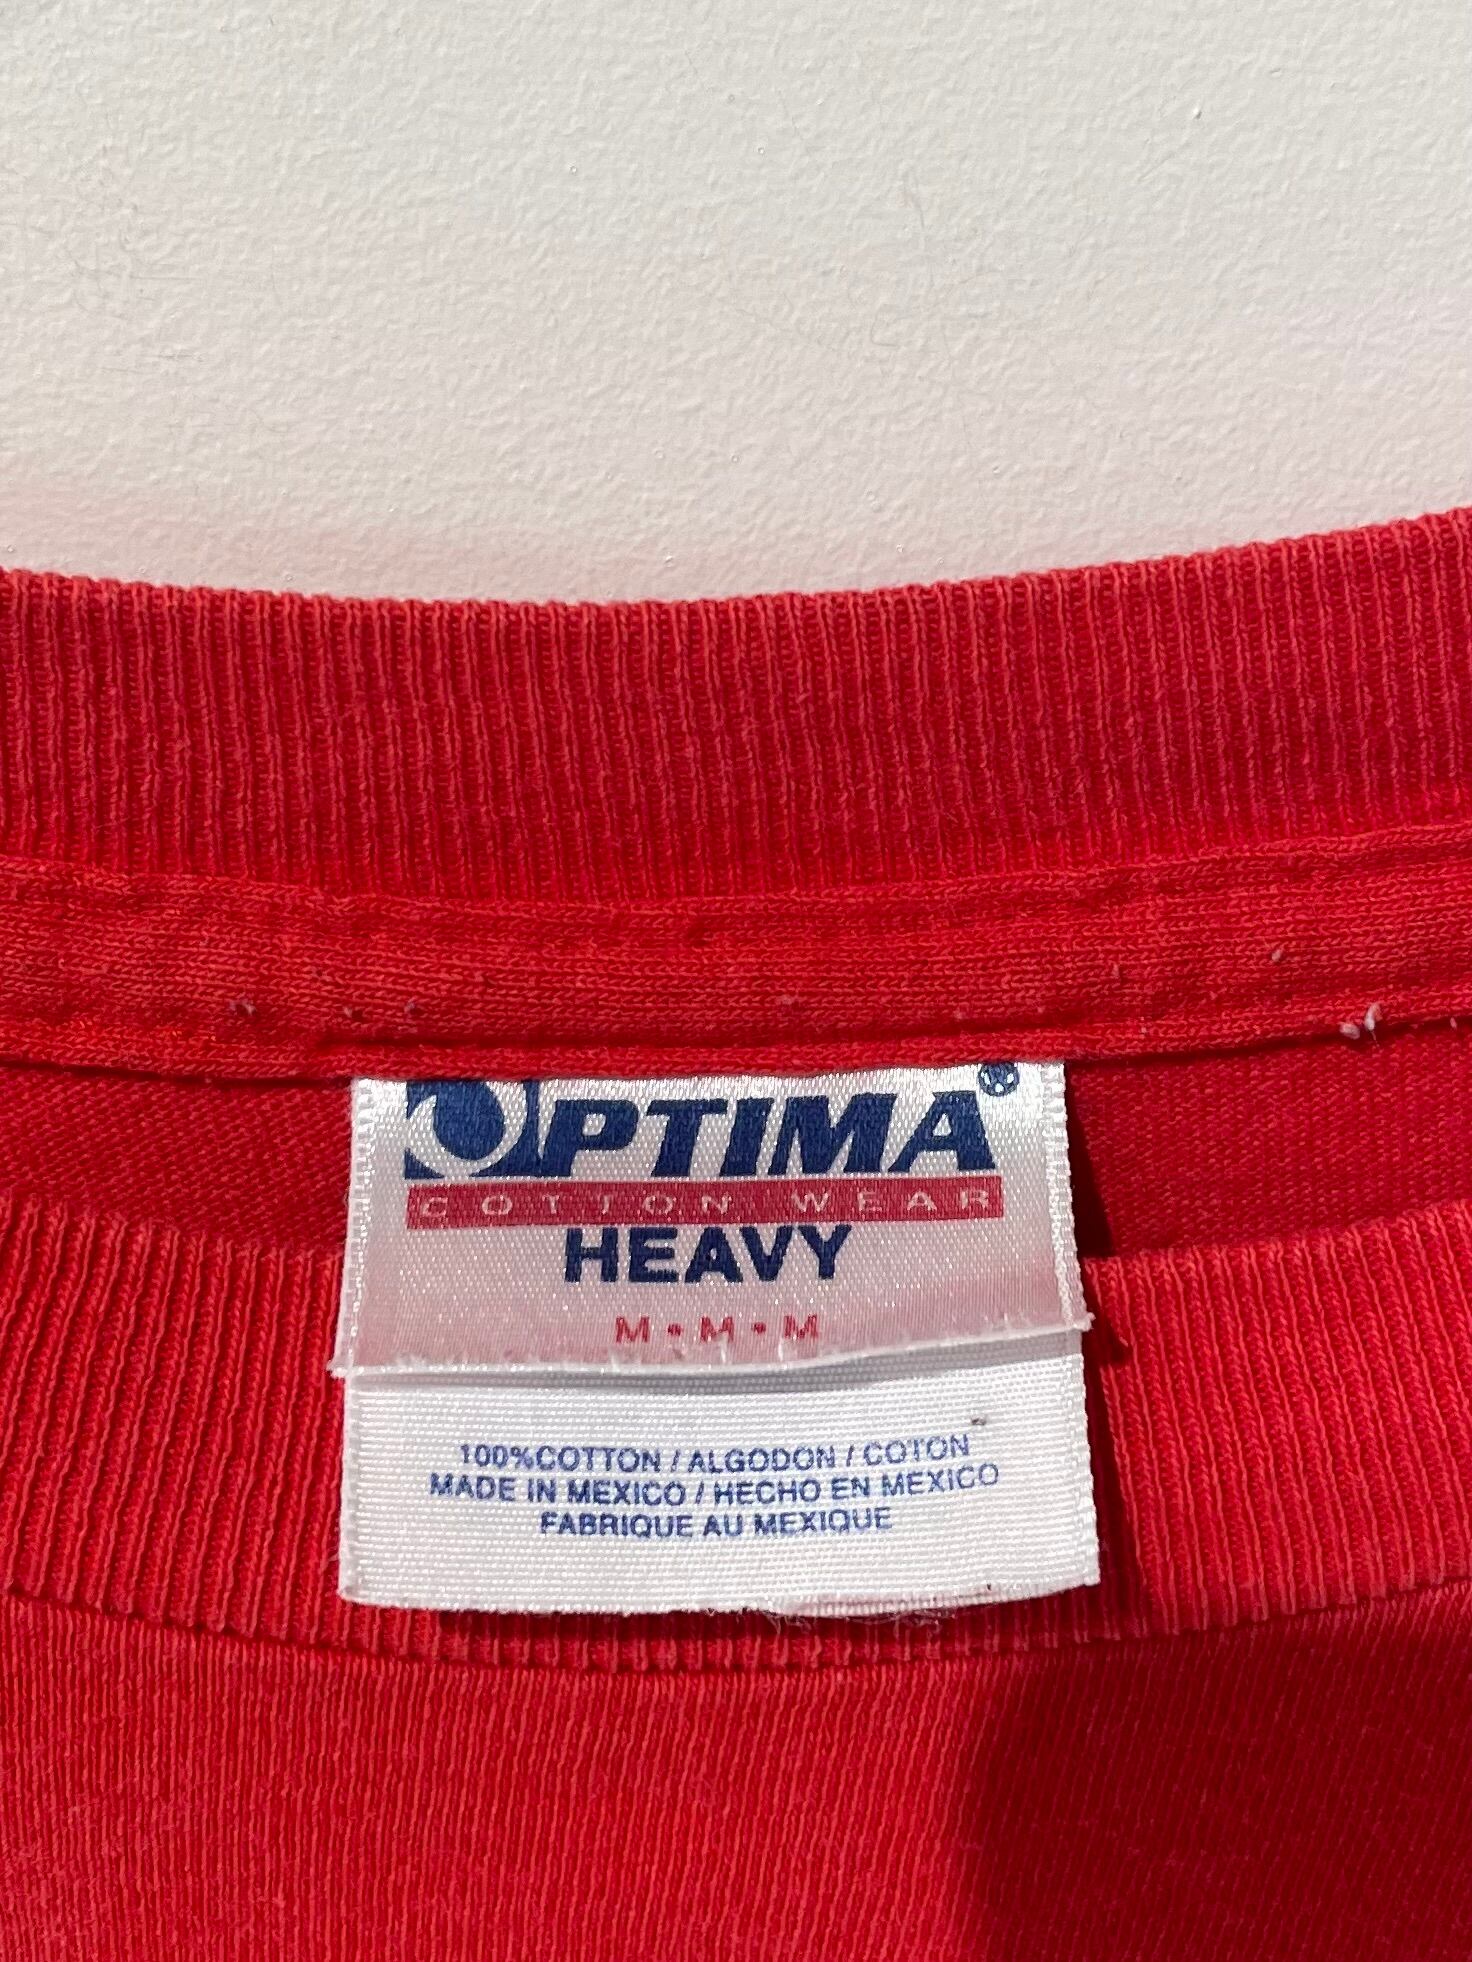 OPTIMA®
COTTON WEAR
HEAVY
M • M • M
100%COTTON / ALGODON / COTON
MADE IN MEXICO / HECHO EN MEXICO
FABRIQUE AU MEXIQUE